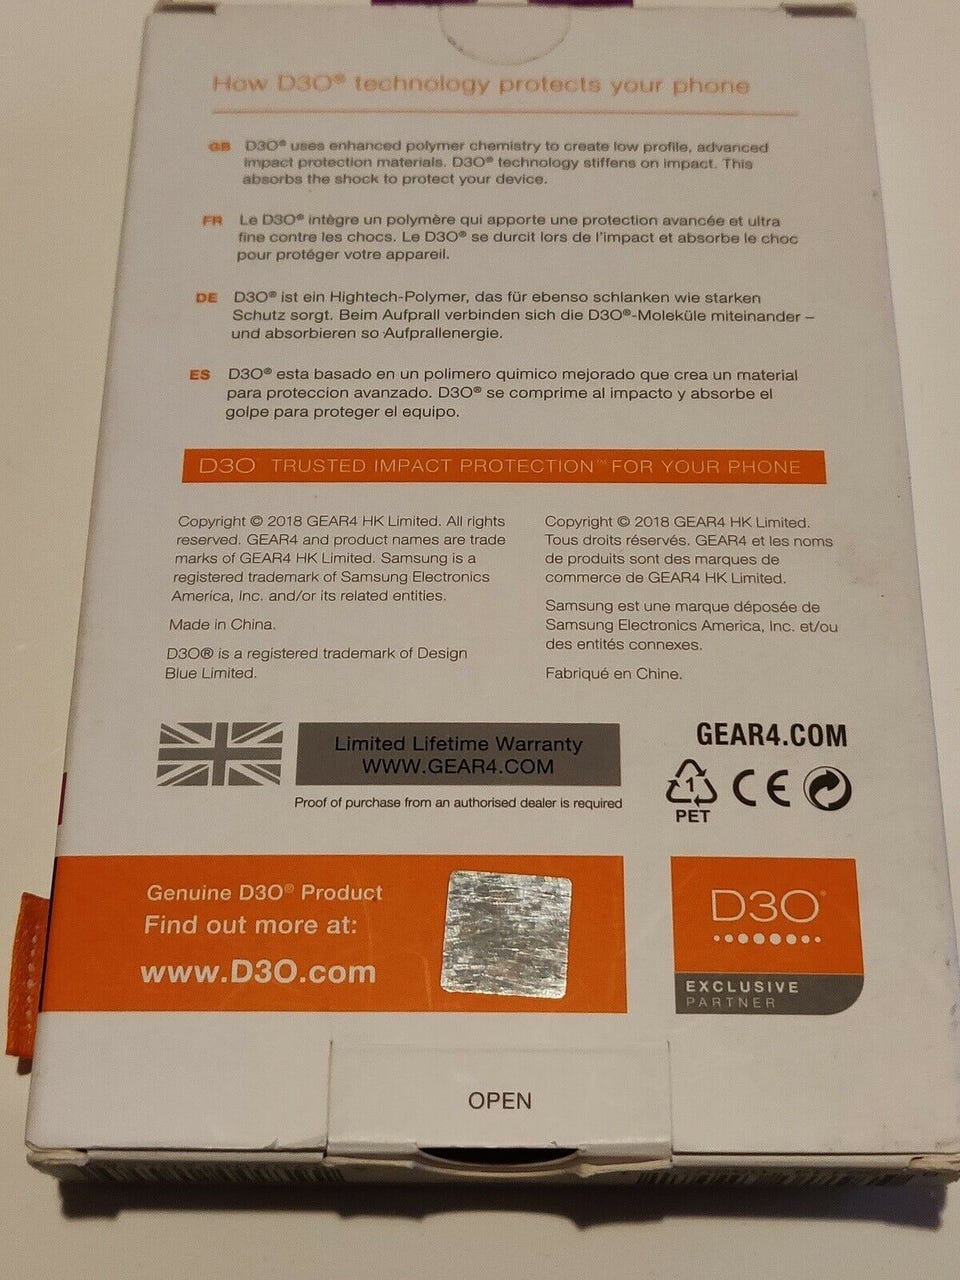 How D3O® technology protects your phone
GB D3O® uses enhanced polymer chemistry to create low profile, advanced
impact protection materials. D3O® technology stiffens on impact. This
absorbs the shock to protect your device.
FR Le D3O® intègre un polymère qui apporte une protection avancée et ultra
fine contre les chocs. Le D3O® se durcit lors de l'impact et absorbe le choc
pour protéger votre appareil.
DE D3O® ist ein Hightech-Polymer, das für ebenso schlanken wie starken
Schutz sorgt. Beim Aufprall verbinden sich die D3O®-Moleküle miteinander –
und absorbieren so Aufprallenergie.
ES D3O® esta basado en un polimero quimico mejorado que crea un material
para proteccion avanzado. D3O® se comprime al impacto y absorbe el
golpe para proteger el equipo.
D3O TRUSTED IMPACT PROTECTION™ FOR YOUR PHONE
Copyright © 2018 GEAR4 HK Limited. All rights
reserved. GEAR4 and product names are trade
marks of GEAR4 HK Limited. Samsung is a
registered trademark of Samsung Electronics
America, Inc. and/or its related entities.
Made in China.
D3O® is a registered trademark of Design
Blue Limited.
Copyright © 2018 GEAR4 HK Limited.
Tous droits réservés. GEAR4 et les noms
de produits sont des marques de
commerce de GEAR4 HK Limited.
Samsung est une marque déposée de
Samsung Electronics America, Inc. et/ou
des entités connexes.
Fabriqué en Chine.
Limited Lifetime Warranty
WWW.GEAR4.COM
Proof of purchase from an authorised dealer is required
GEAR4.COM
1
PET
CE
Genuine D3O® Product
Find out more at:
www.D3O.com
D3O®
EXCLUSIVE
PARTNER
OPEN